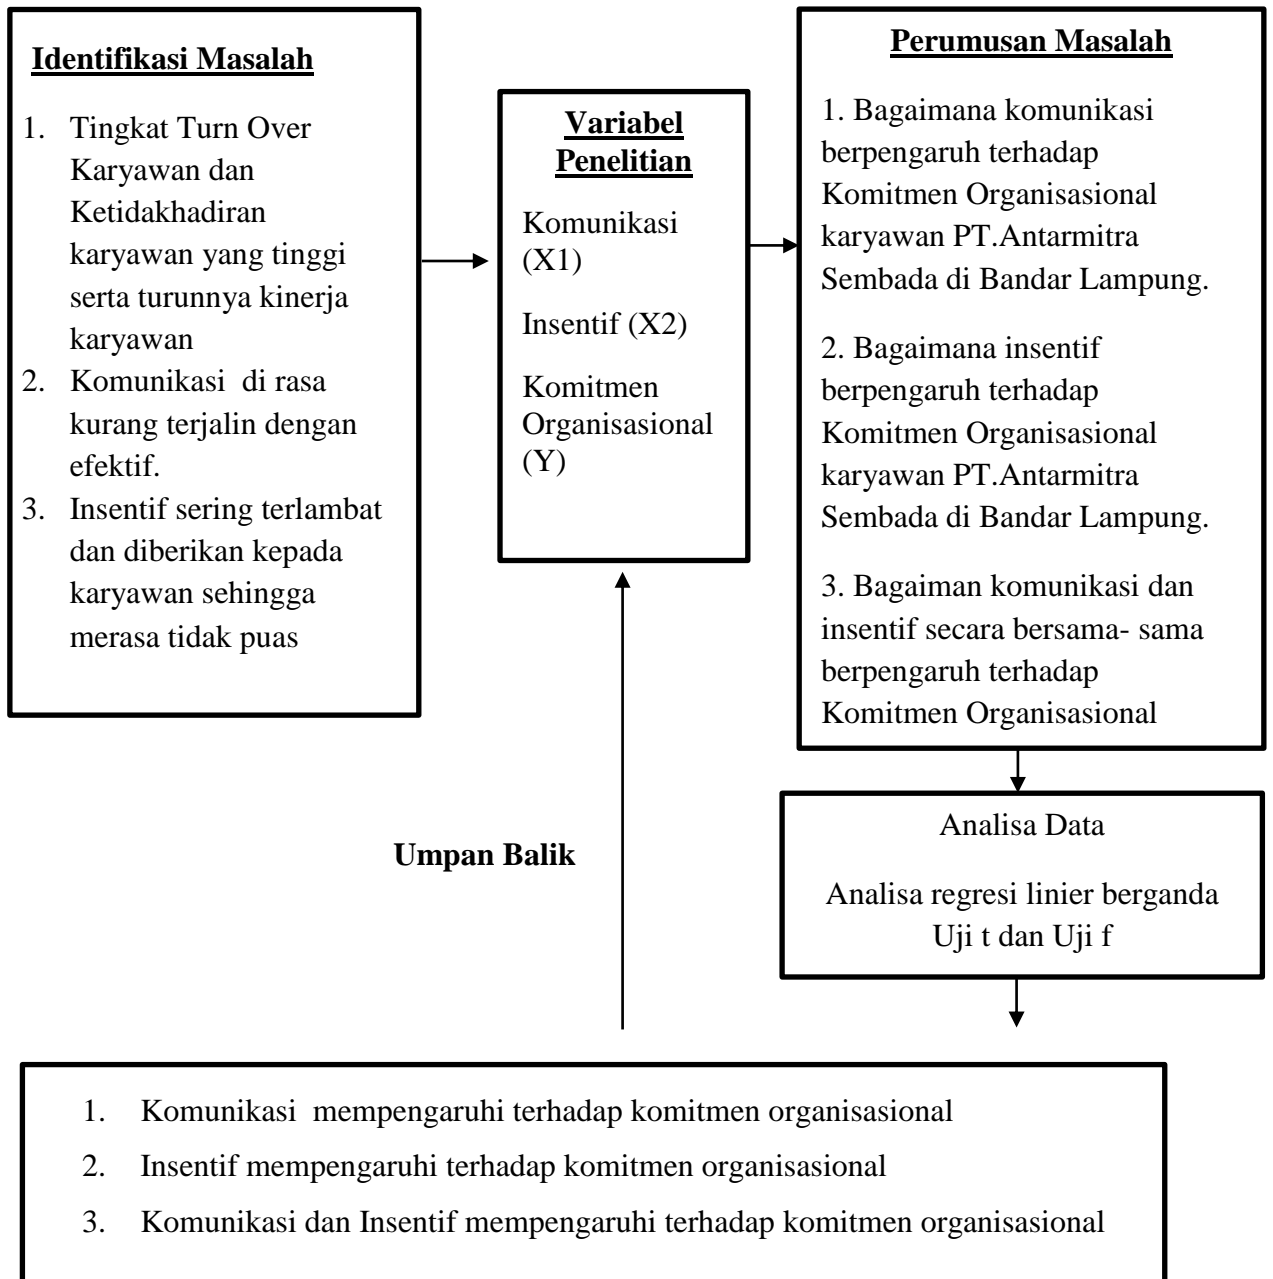 Identifikasi Masalah
1. Tingkat Turn Over
Karyawan dan
Ketidakhadiran
karyawan yang tinggi
serta turunnya kinerja
karyawan
2. Komunikasi di rasa
kurang terjalin dengan
efektif.
3. Insentif sering terlambat
dan diberikan kepada
karyawan sehingga
merasa tidak puas
Variabel
Penelitian
Komunikasi
(X1)
Insentif (X2)
Komitmen
Organisasional
(Y)
Perumusan Masalah
1. Bagaimana komunikasi
berpengaruh terhadap
Komitmen Organisasional
karyawan PT.Antarmitra
Sembada di Bandar Lampung.
2. Bagaimana insentif
berpengaruh terhadap
Komitmen Organisasional
karyawan PT.Antarmitra
Sembada di Bandar Lampung.
3. Bagaiman komunikasi dan
insentif secara bersama- sama
berpengaruh terhadap
Komitmen Organisasional
Umpan Balik
Analisa Data
Analisa regresi linier berganda
Uji t dan Uji f
1. Komunikasi mempengaruhi terhadap komitmen organisasional
2. Insentif mempengaruhi terhadap komitmen organisasional
3. Komunikasi dan Insentif mempengaruhi terhadap komitmen organisasional